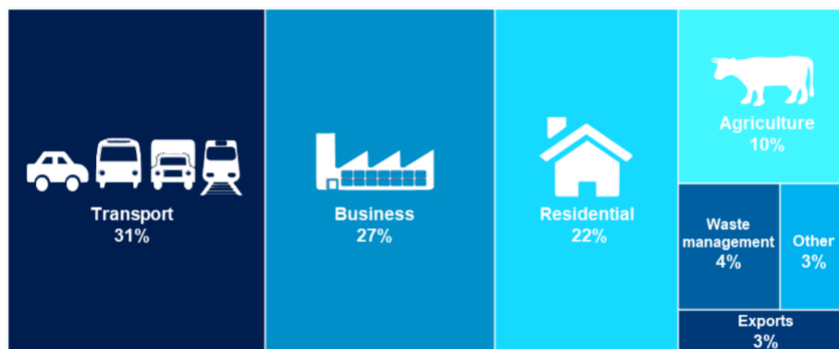 Transport
31%
Business
27%
Residential
22%
Agriculture
10%
Waste
management
4%
Other
3%
Exports
3%